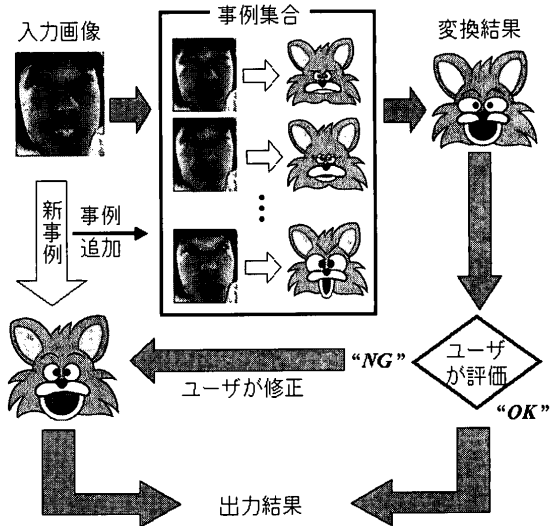 入力画像
事例集合
変換結果
新事例
事例
追加
"NG"
ユーザが修正
ユーザ
が評価
"OK"
出力結果